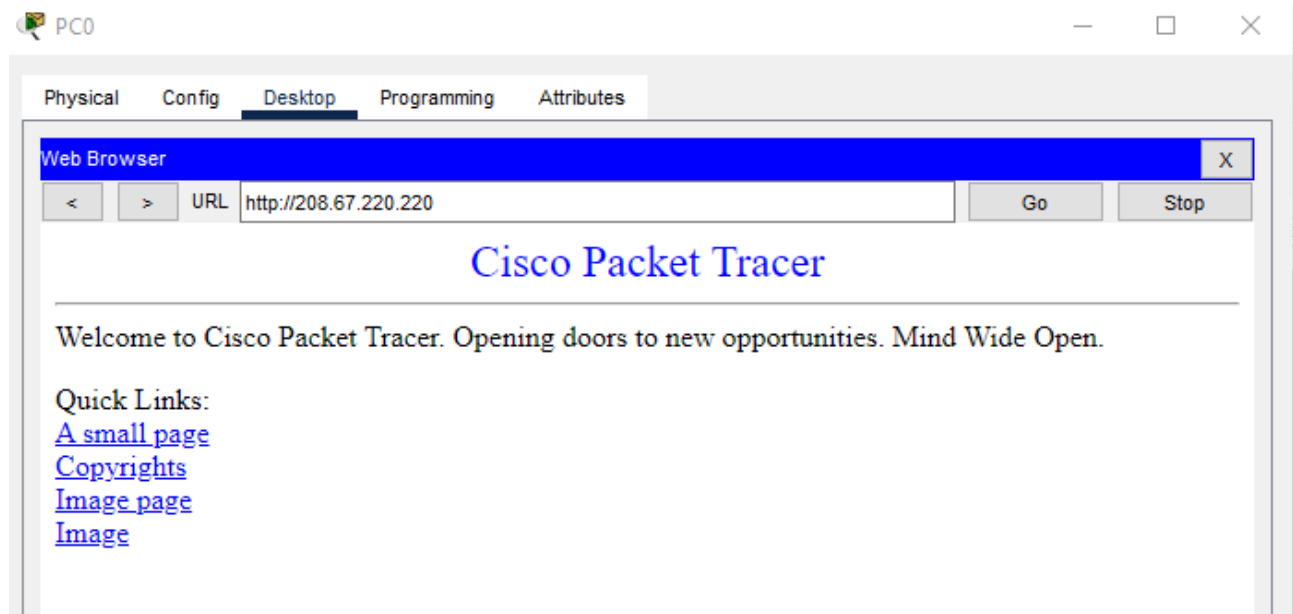 PC0
Physical Config Desktop Programming Attributes
Web Browser X
< > URL http://208.67.220.220 Go Stop
Cisco Packet Tracer
Welcome to Cisco Packet Tracer. Opening doors to new opportunities. Mind Wide Open.
Quick Links:
A small page
Copyrights
Image page
Image